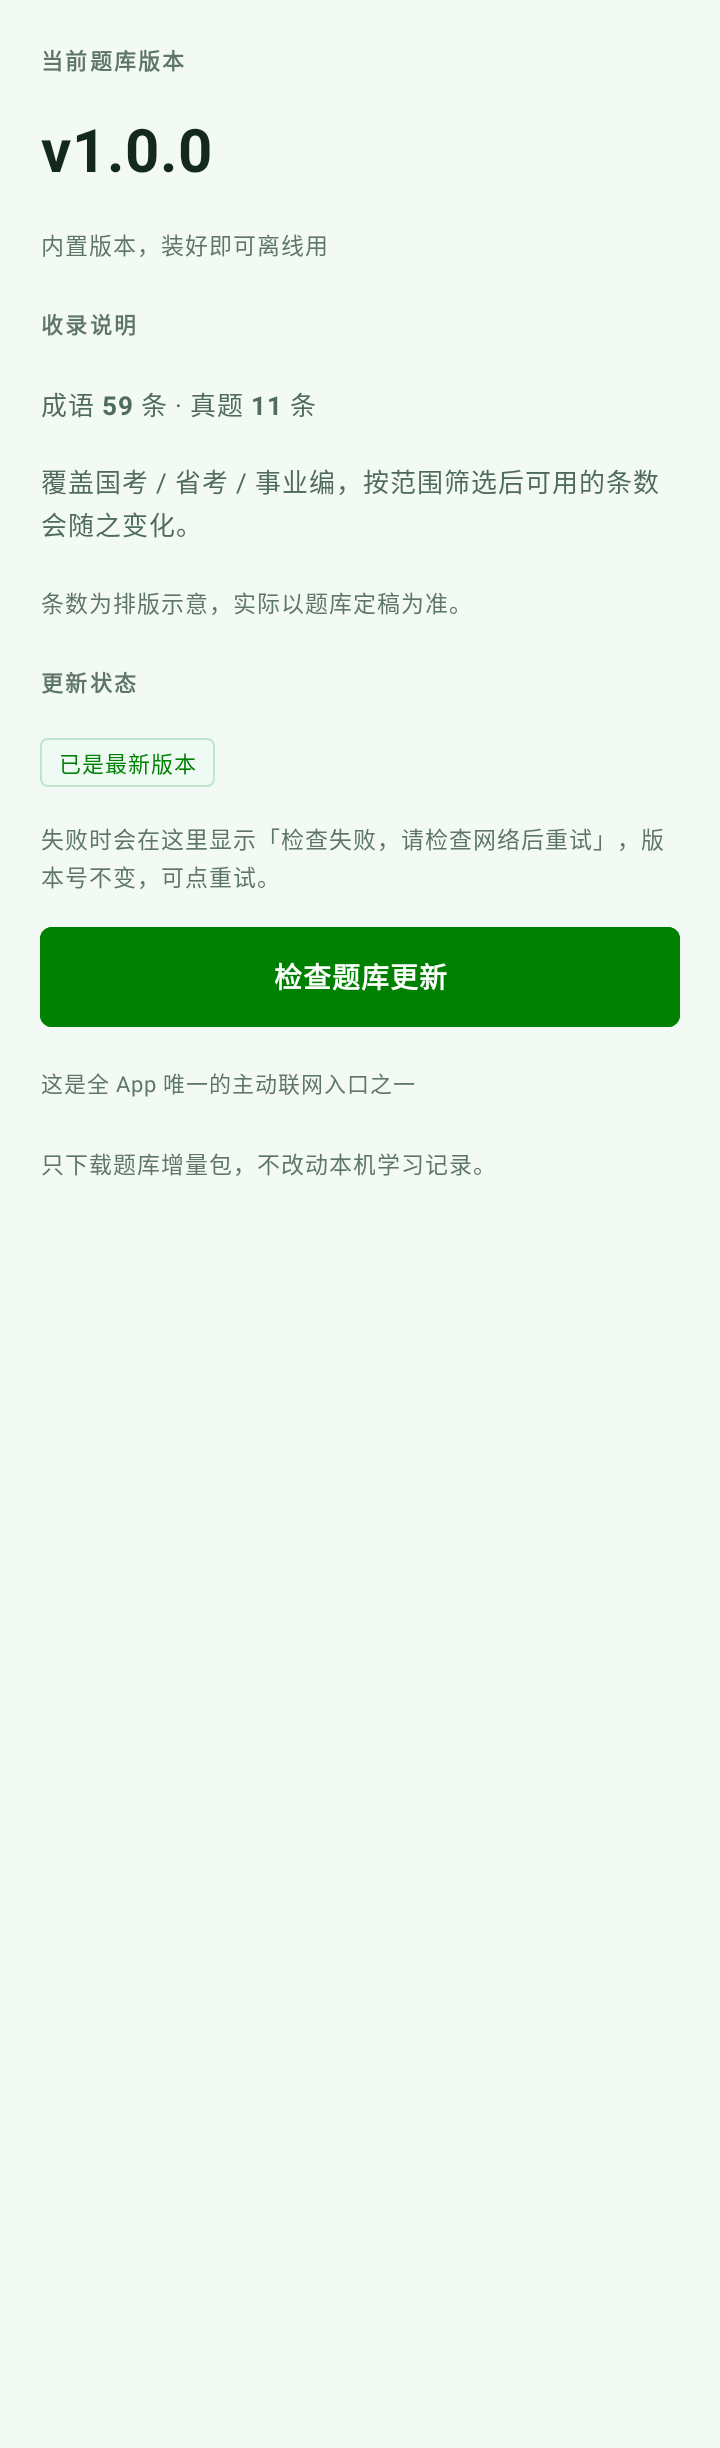 当前题库版本
v1.0.0
内置版本，装好即可离线用
收录说明
成语 59 条 · 真题 11 条
覆盖国考 / 省考 / 事业编，按范围筛选后可用的条数
会随之变化。
条数为排版示意，实际以题库定稿为准。
更新状态
已是最新版本
失败时会在这里显示「检查失败，请检查网络后重试」，版
本号不变，可点重试。
检查题库更新
这是全 App 唯一的主动联网入口之一
只下载题库增量包，不改动本机学习记录。